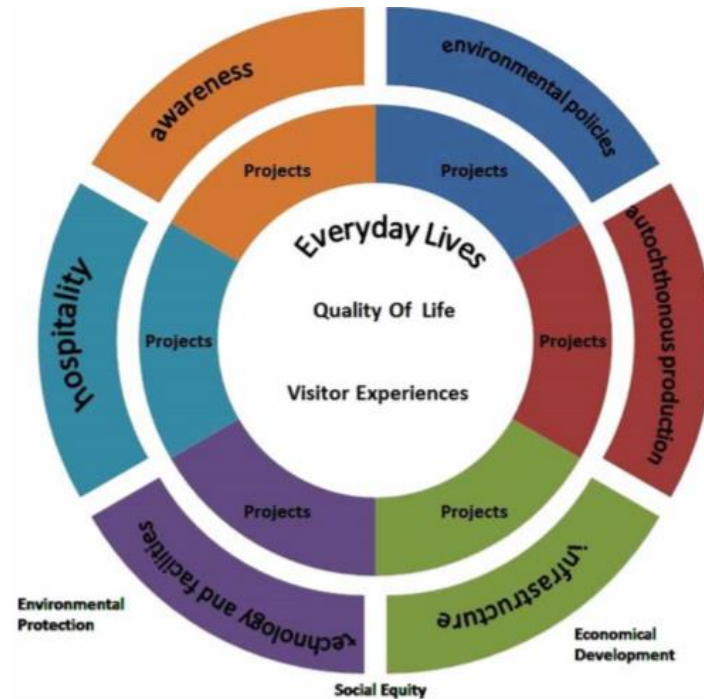 awareness
environmental policies
Projects
Projects
Everyday Lives
hospitality
autochthonous production
Quality Of Life
Projects
Projects
Visitor Experiences
Projects
Projects
technology and facilities
infrastructure
Environmental
Protection
Economical
Development
Social Equity